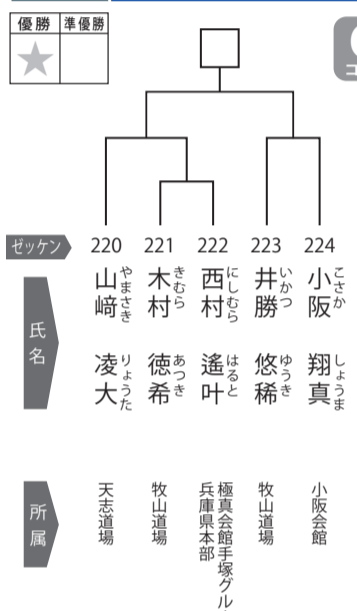 優勝 準優勝
ゼッケン 220 221 222 223 224
氏名
山﨑 凌大
やまさき りょうた
木村 徳希
きむら あつき
西村 遙叶
にしむら はると
井勝 悠稀
いかつ ゆうき
小阪 翔真
こさか しょうま
所属
天志道場
牧山道場
極真会館手塚グル
兵庫県本部
牧山道場
小阪会館